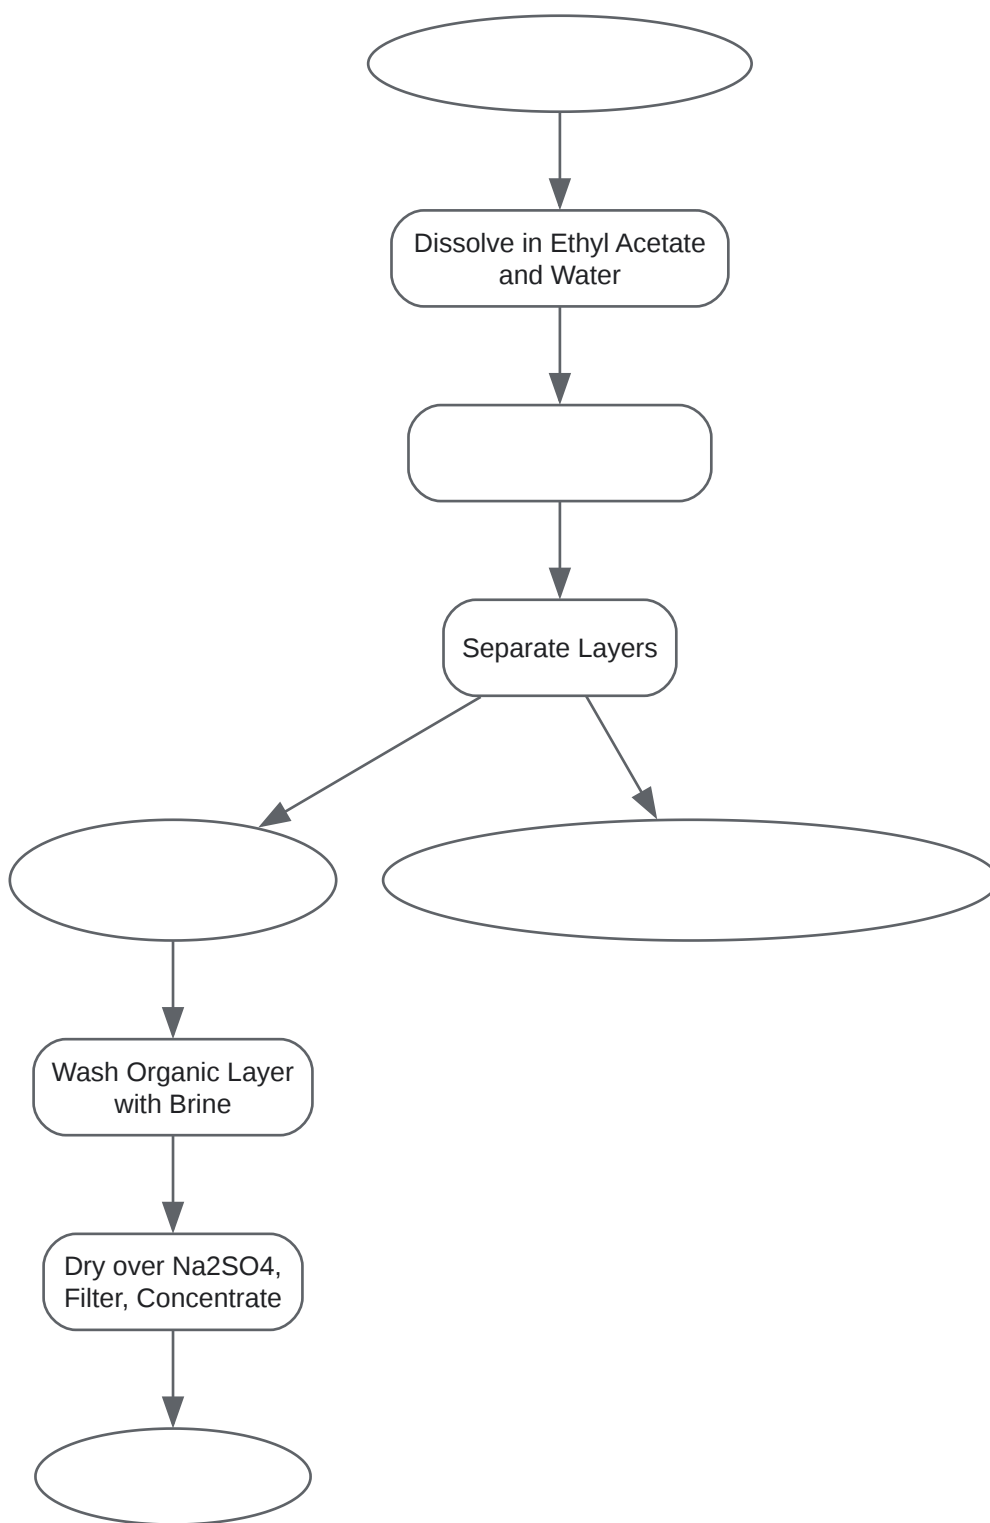 Dissolve in Ethyl Acetate
and Water
Separate Layers
Wash Organic Layer
with Brine
Dry over Na2SO4,
Filter, Concentrate